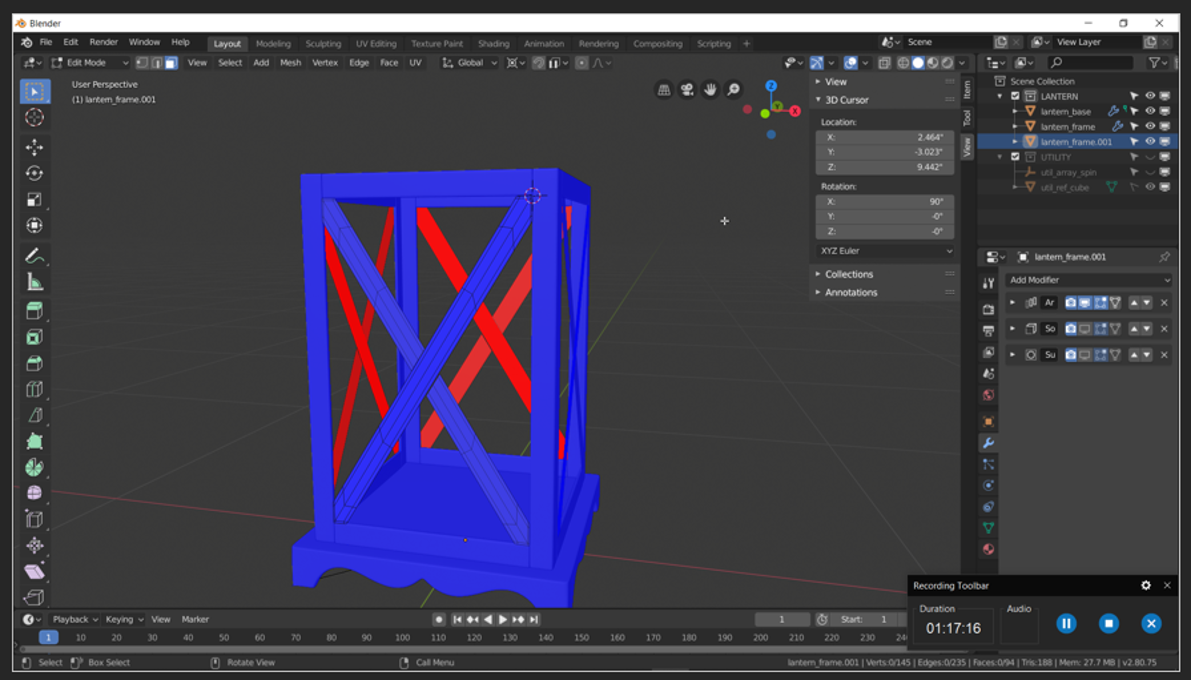 Blender
File Edit Render Window Help Layout Modeling Sculpting UV Editing Texture Paint Shading Animation Rendering Compositing Scripting + Scene View Layer
Edit Mode View Select Add Mesh Vertex Edge Face UV Global
User Perspective
(1) lantern_frame.001
View
3D Cursor
Location:
X: 2.464"
Y: -3.023"
Z: 9.442"
Rotation:
X: 90°
Y: -0°
Z: -0°
XYZ Euler
Collections
Annotations
Item
Tool
View
Z
Y
X
Scene Collection
LANTERN
lantern_base
lantern_frame
lantern_frame.001
UTILITY
util_array_spin
util_ref_cube
lantern_frame.001
Add Modifier
Ar
So
Su
Recording Toolbar
Duration Audio
01:17:16
Playback Keying View Marker 1 Start: 1
1 10 20 30 40 50 60 70 80 90 100 110 120 130 140 150 160 170 180 190 200 210 220 230
Select Box Select Rotate View Call Menu lantern_frame.001 | Verts:0/145 | Edges:0/235 | Faces:0/94 | Tris:188 | Mem: 27.7 MB | v2.80.75